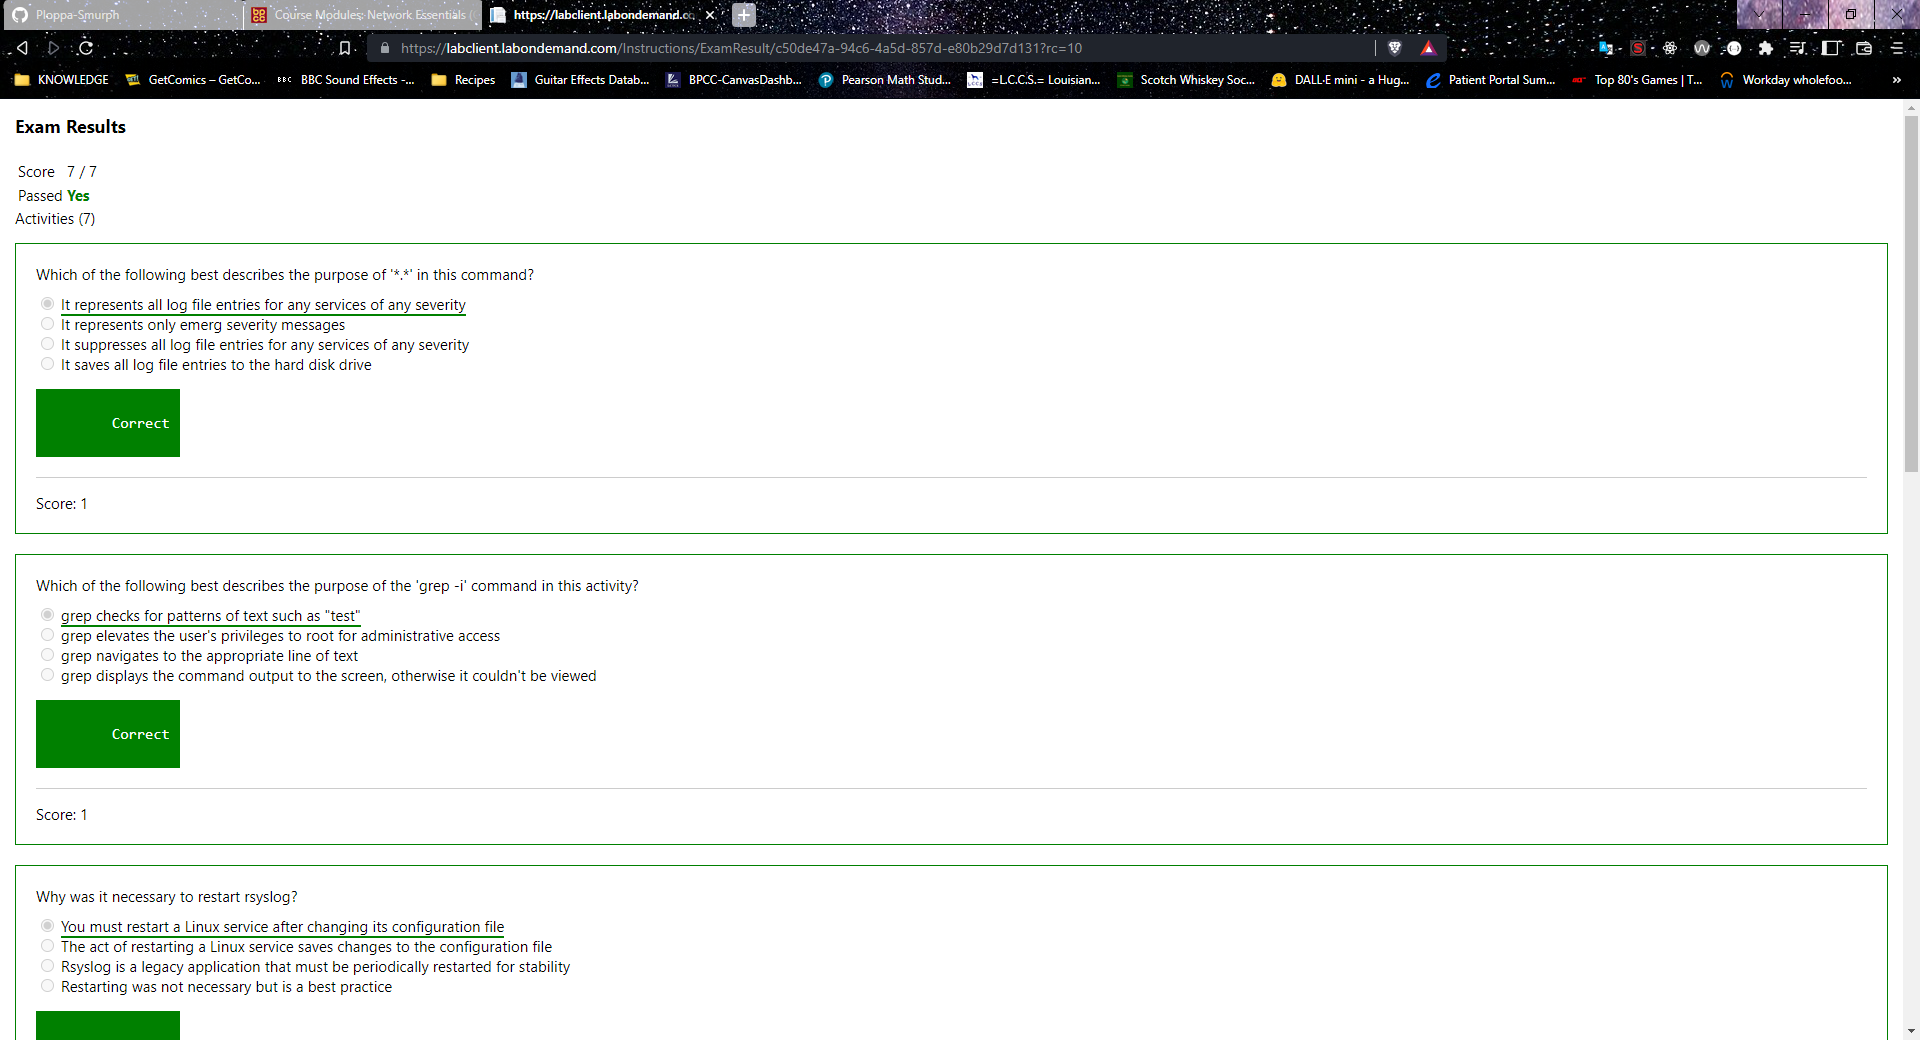 Ploppa-Smurph
Course Modules: Network Essentials (
https://labclient.labondemand.co
https://labclient.labondemand.com/Instructions/ExamResult/c50de47a-94c6-4a5d-857d-e80b29d7d131?rc=10
KNOWLEDGE
GetComics – GetCo...
BBC
BBC Sound Effects -...
Recipes
Guitar Effects Datab...
BPCC-CanvasDashb...
Pearson Math Stud...
=L.C.C.S.= Louisian...
Scotch Whiskey Soc...
DALL·E mini - a Hug...
Patient Portal Sum...
Top 80's Games | T...
Workday wholefoo...
»
Exam Results
Score 7 / 7
Passed Yes
Activities (7)
Which of the following best describes the purpose of '*.*' in this command?
It represents all log file entries for any services of any severity
It represents only emerg severity messages
It suppresses all log file entries for any services of any severity
It saves all log file entries to the hard disk drive
Correct
Score: 1
Which of the following best describes the purpose of the 'grep -i' command in this activity?
grep checks for patterns of text such as "test"
grep elevates the user's privileges to root for administrative access
grep navigates to the appropriate line of text
grep displays the command output to the screen, otherwise it couldn't be viewed
Correct
Score: 1
Why was it necessary to restart rsyslog?
You must restart a Linux service after changing its configuration file
The act of restarting a Linux service saves changes to the configuration file
Rsyslog is a legacy application that must be periodically restarted for stability
Restarting was not necessary but is a best practice